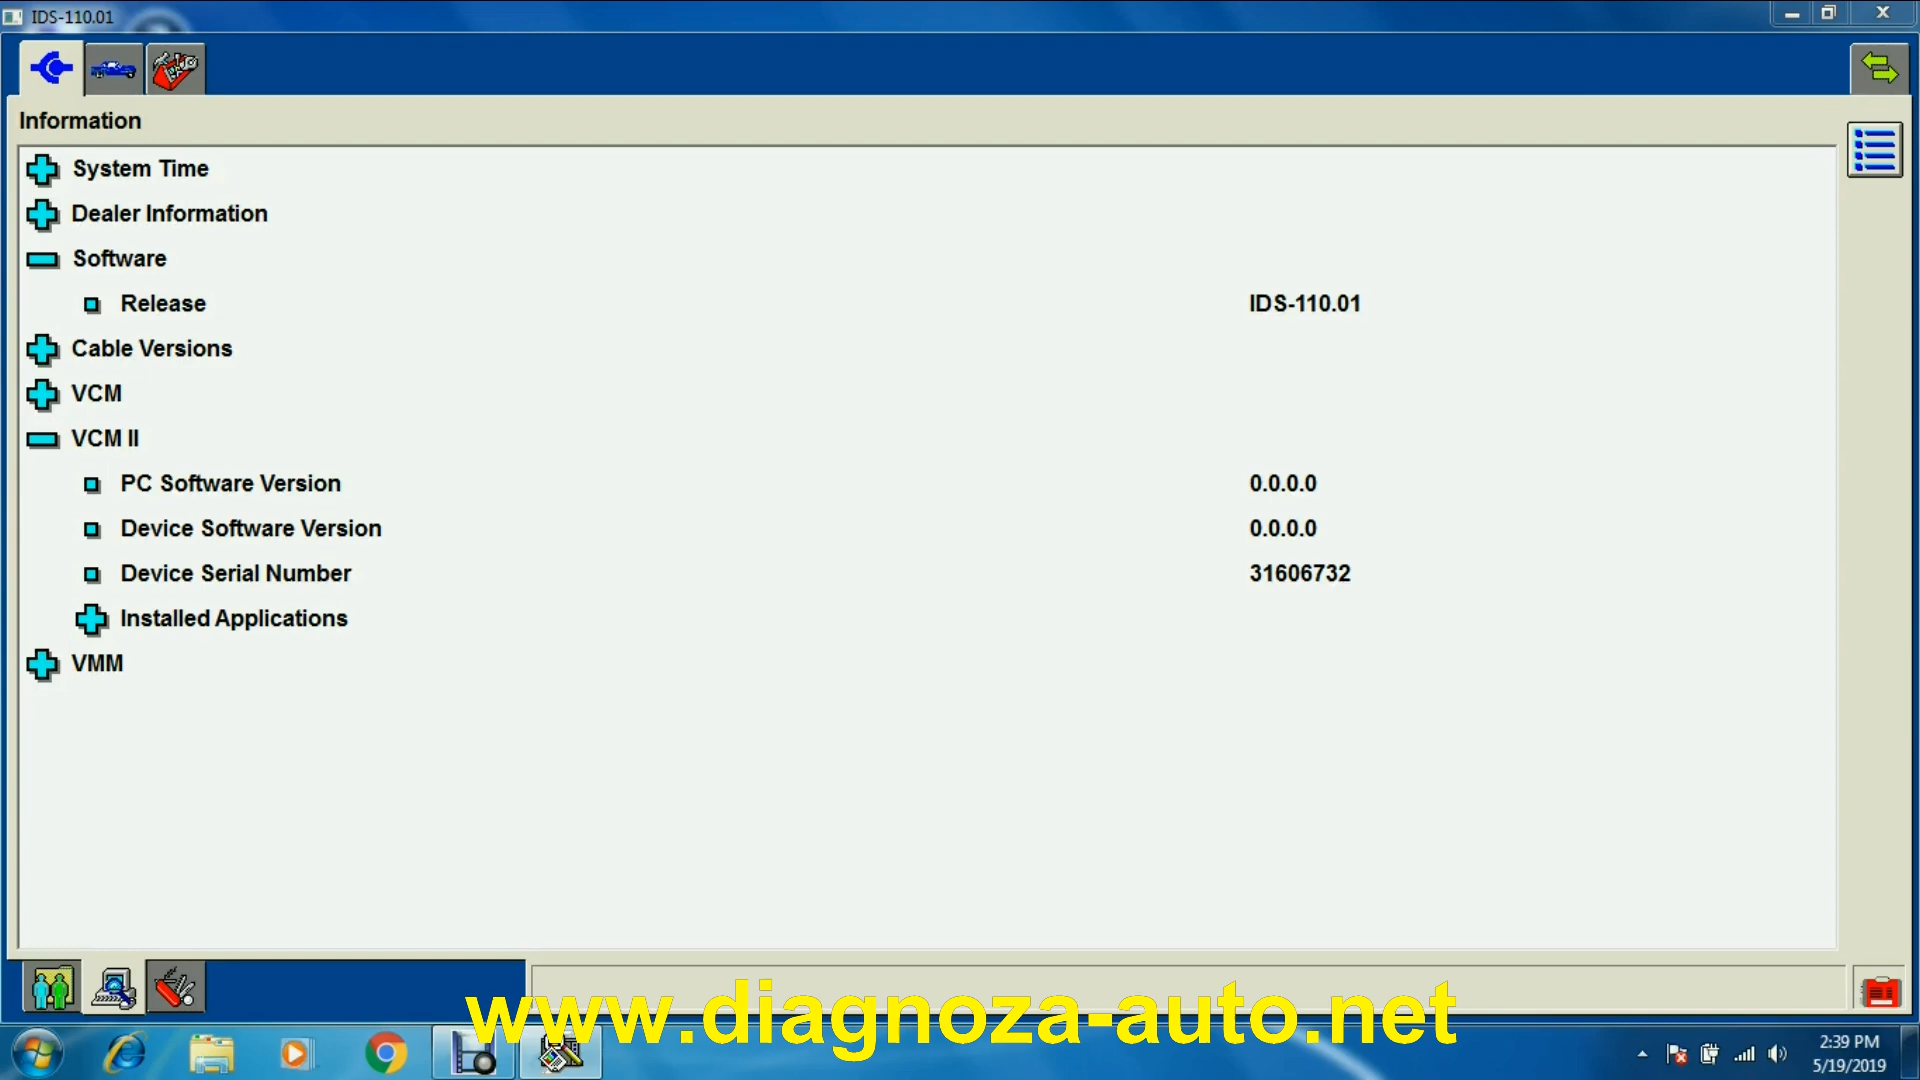 IDS-110.01
Information
System Time
Dealer Information
Software
Release IDS-110.01
Cable Versions
VCM
VCM II
PC Software Version 0.0.0.0
Device Software Version 0.0.0.0
Device Serial Number 31606732
Installed Applications
VMM
www.diagnoza-auto.net
2:39 PM
5/19/2019